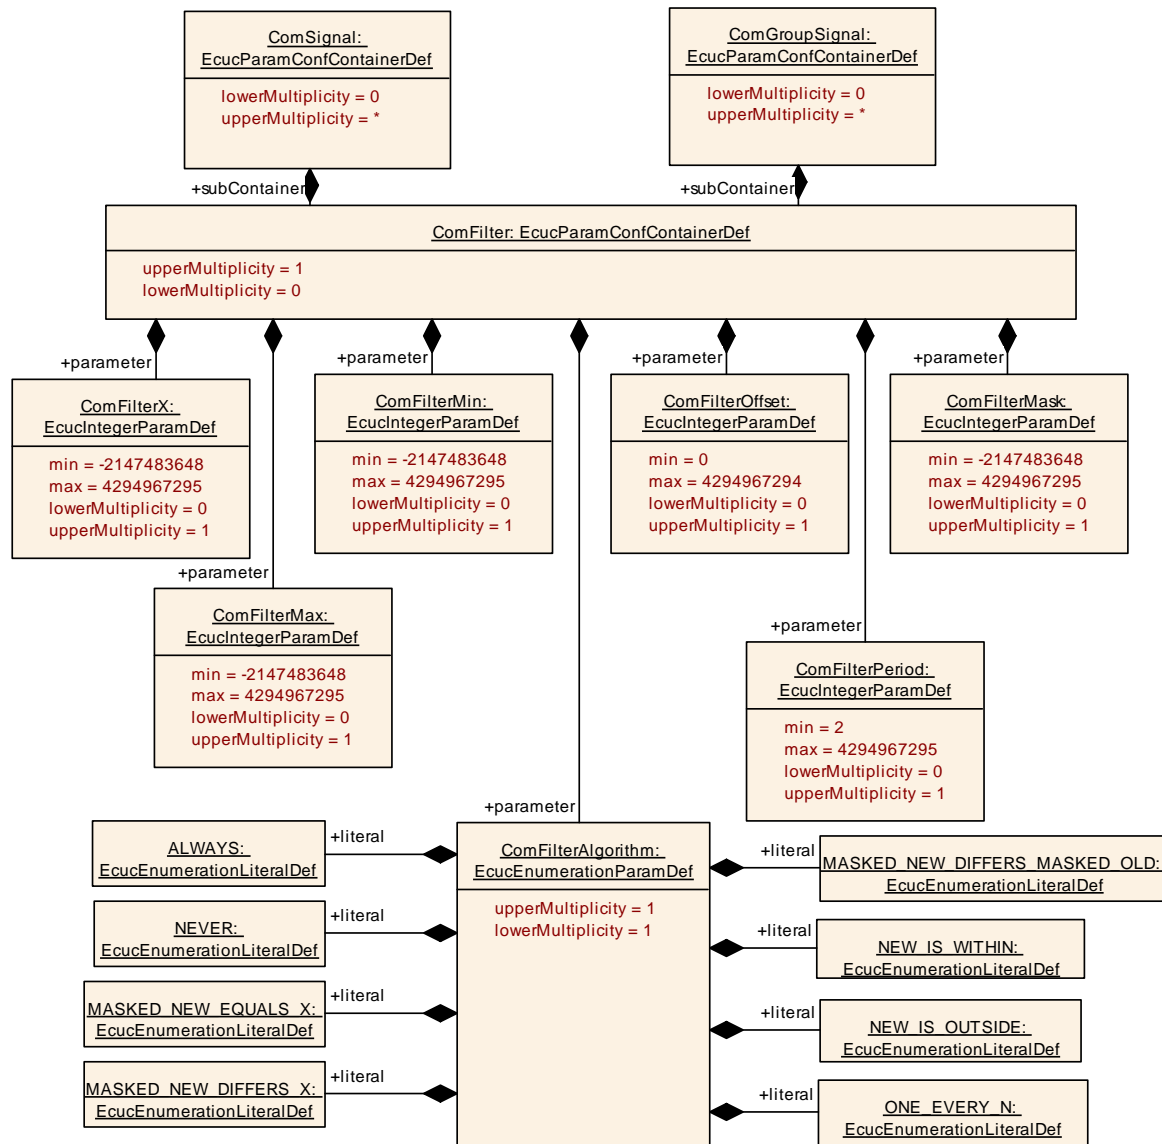 ComSignal:
EcucParamConfContainerDef
lowerMultiplicity = 0
upperMultiplicity = *
ComGroupSignal:
EcucParamConfContainerDef
lowerMultiplicity = 0
upperMultiplicity = *
+subContainer
+subContainer
ComFilter: EcucParamConfContainerDef
upperMultiplicity = 1
lowerMultiplicity = 0
+parameter
+parameter
+parameter
+parameter
ComFilterX:
EcucIntegerParamDef
min = -2147483648
max = 4294967295
lowerMultiplicity = 0
upperMultiplicity = 1
ComFilterMin:
EcucIntegerParamDef
min = -2147483648
max = 4294967295
lowerMultiplicity = 0
upperMultiplicity = 1
ComFilterOffset:
EcucIntegerParamDef
min = 0
max = 4294967294
lowerMultiplicity = 0
upperMultiplicity = 1
ComFilterMask:
EcucIntegerParamDef
min = -2147483648
max = 4294967295
lowerMultiplicity = 0
upperMultiplicity = 1
+parameter
ComFilterMax:
EcucIntegerParamDef
min = -2147483648
max = 4294967295
lowerMultiplicity = 0
upperMultiplicity = 1
+parameter
ComFilterPeriod:
EcucIntegerParamDef
min = 2
max = 4294967295
lowerMultiplicity = 0
upperMultiplicity = 1
+parameter
ComFilterAlgorithm:
EcucEnumerationParamDef
upperMultiplicity = 1
lowerMultiplicity = 1
+literal
ALWAYS:
EcucEnumerationLiteralDef
+literal
NEVER:
EcucEnumerationLiteralDef
+literal
MASKED_NEW_EQUALS_X:
EcucEnumerationLiteralDef
+literal
MASKED_NEW_DIFFERS_X:
EcucEnumerationLiteralDef
+literal
MASKED_NEW_DIFFERS_MASKED_OLD:
EcucEnumerationLiteralDef
+literal
NEW_IS_WITHIN:
EcucEnumerationLiteralDef
+literal
NEW_IS_OUTSIDE:
EcucEnumerationLiteralDef
+literal
ONE_EVERY_N:
EcucEnumerationLiteralDef